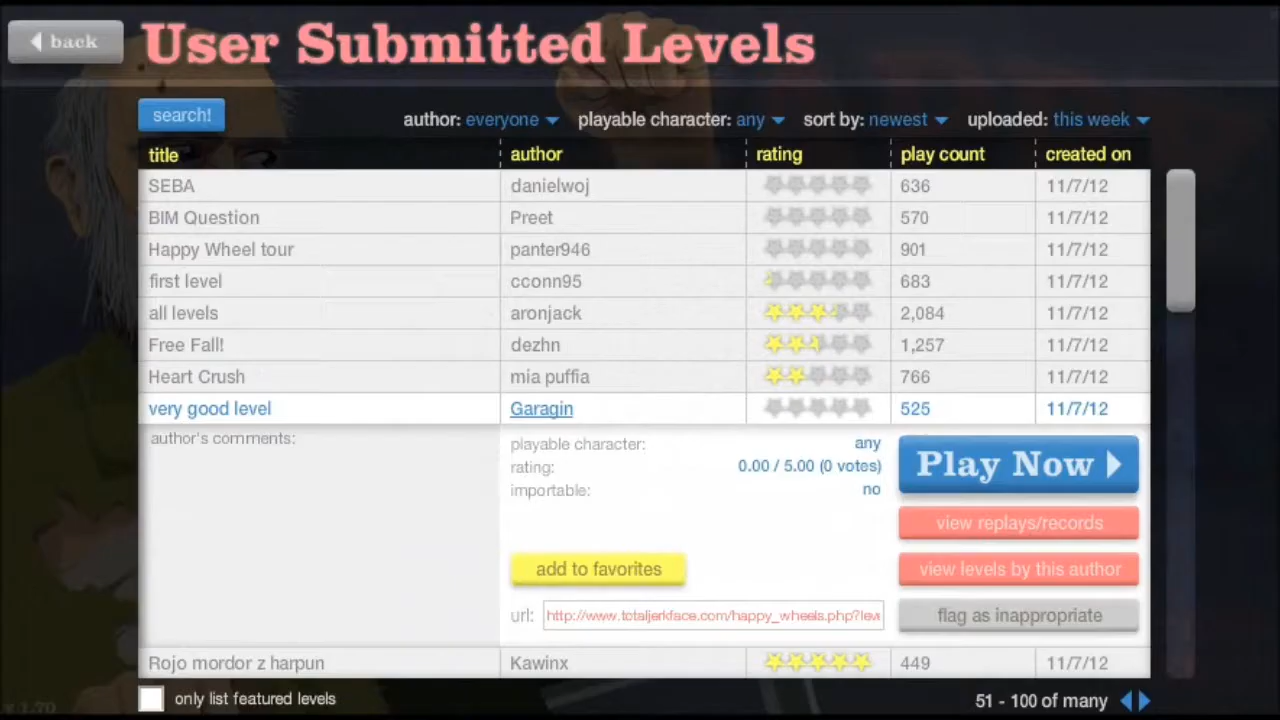 back
User Submitted Levels
search!
author: everyone playable character: any sort by: newest uploaded: this week
title author rating play count created on
SEBA danielwoj 636 11/7/12
BIM Question Preet 570 11/7/12
Happy Wheel tour panter946 901 11/7/12
first level cconn95 683 11/7/12
all levels aronjack 2,084 11/7/12
Free Fall! dezhn 1,257 11/7/12
Heart Crush mia puffia 766 11/7/12
very good level Garagin 525 11/7/12
author's comments:
playable character: any
rating: 0.00 / 5.00 (0 votes)
importable: no
Play Now
view replays/records
add to favorites
view levels by this author
url: http://www.totaljerkface.com/happy_wheels.php?leve
flag as inappropriate
Rojo mordor z harpun Kawinx 449 11/7/12
only list featured levels
51 - 100 of many
v 1.70